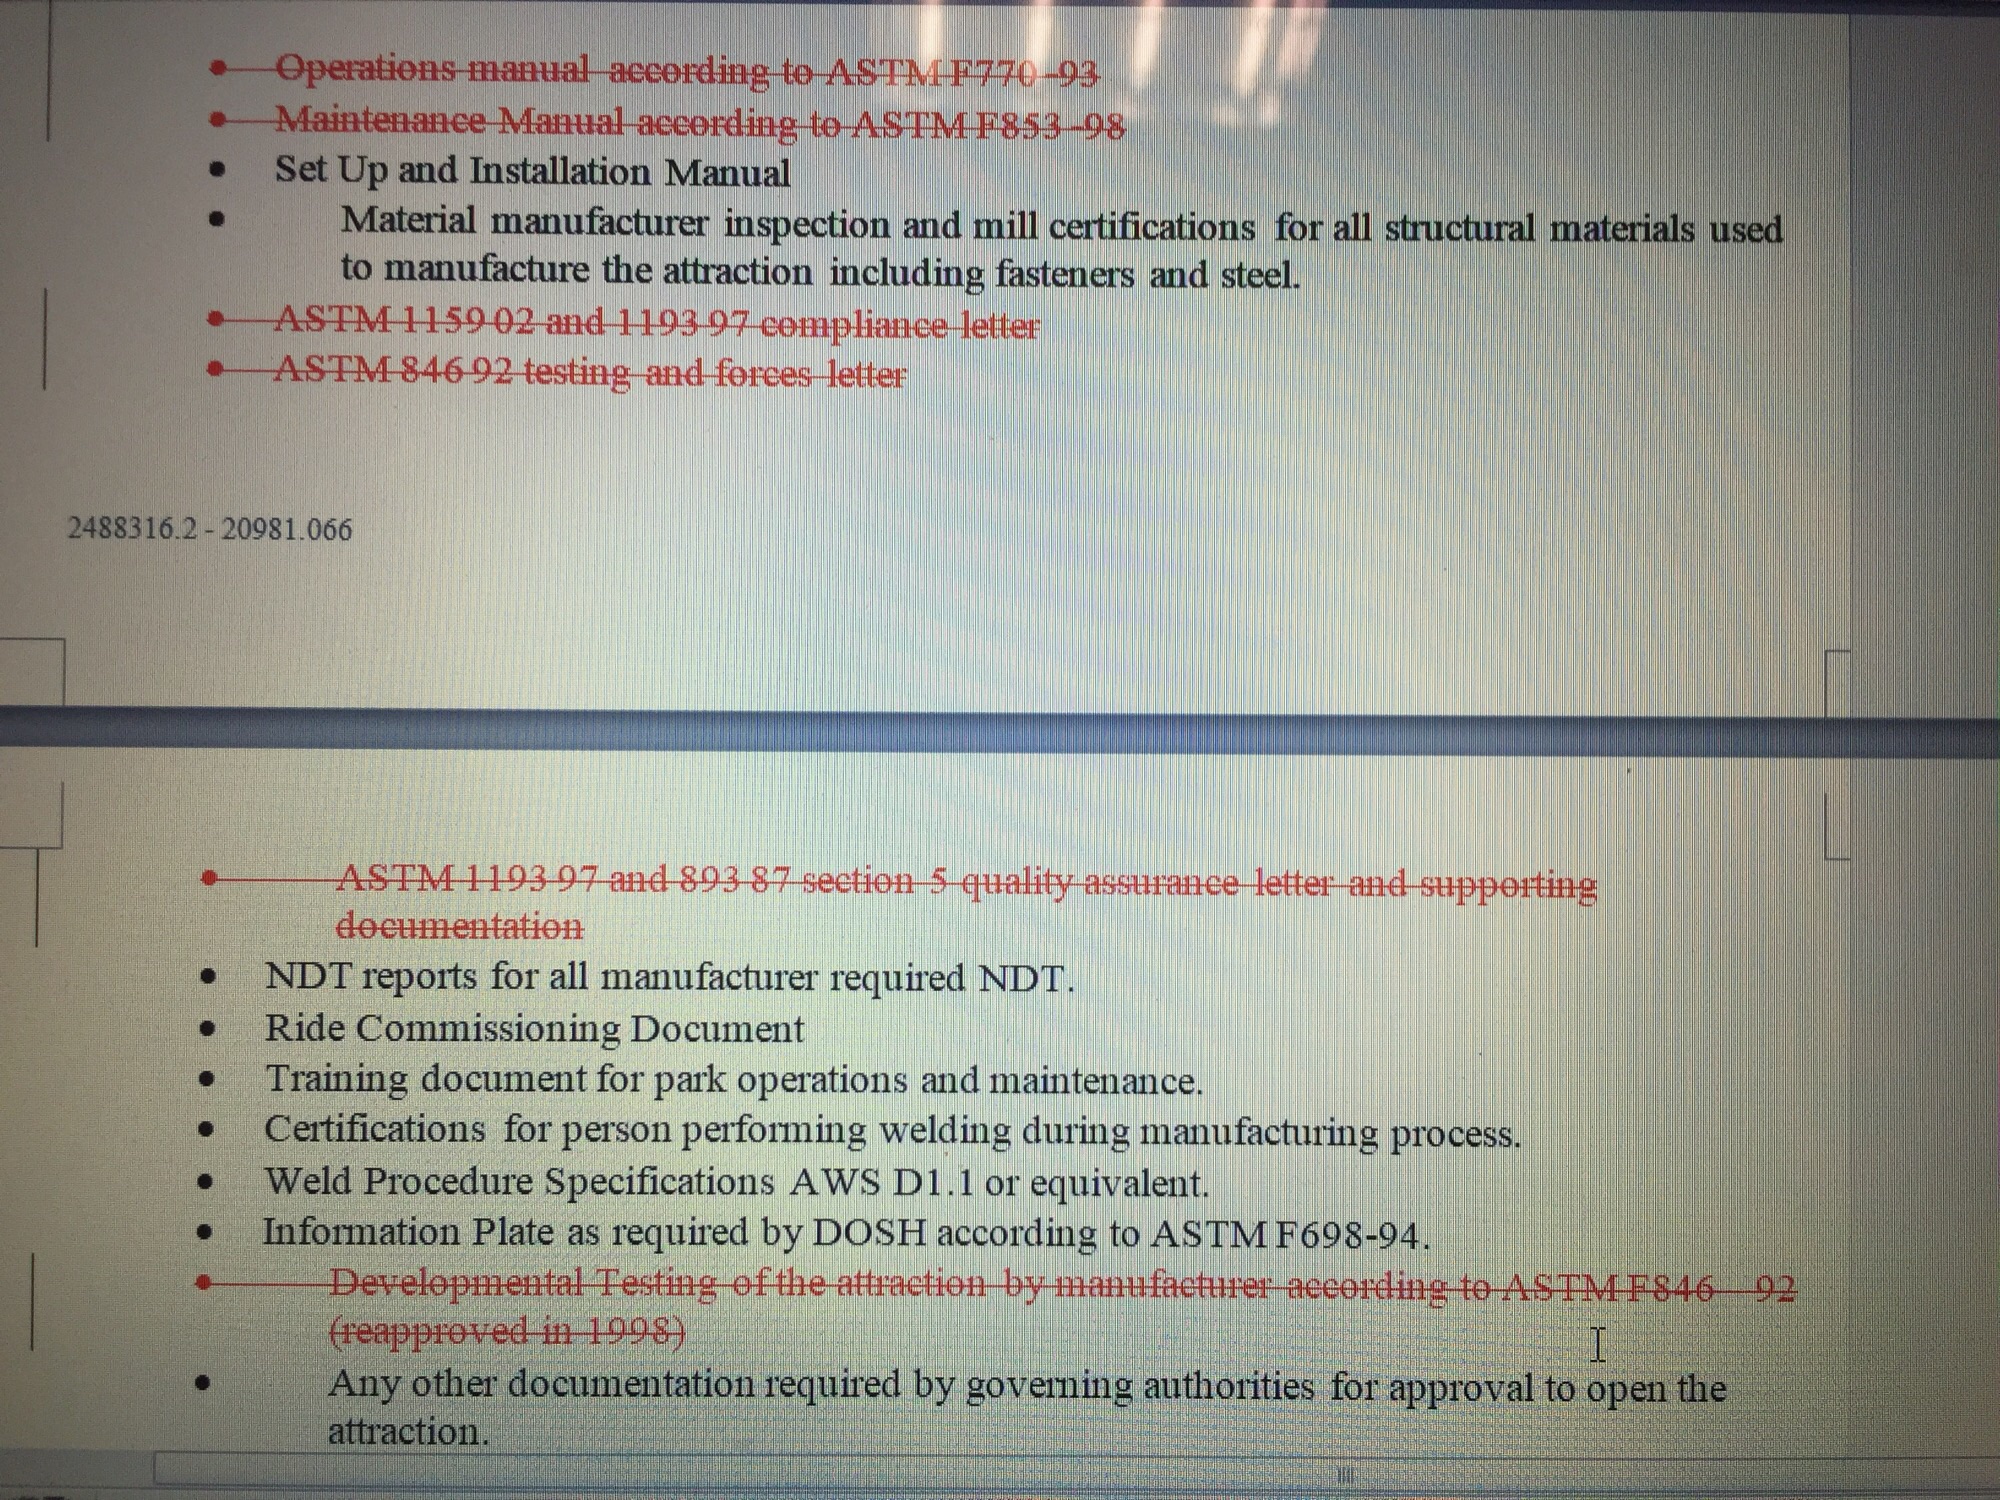 • Operations manual according to ASTM F770-93
• Maintenance Manual according to ASTM F853-98
• Set Up and Installation Manual
• Material manufacturer inspection and mill certifications for all structural materials used
to manufacture the attraction including fasteners and steel.
• ASTM 1159 02 and 1193 97 compliance letter
• ASTM 846 92 testing and forces letter
2488316.2 - 20981.066
• ASTM 1193 97 and 893 87 section 5 quality assurance letter and supporting
documentation
• NDT reports for all manufacturer required NDT.
• Ride Commissioning Document
• Training document for park operations and maintenance.
• Certifications for person performing welding during manufacturing process.
• Weld Procedure Specifications AWS D1.1 or equivalent.
• Information Plate as required by DOSH according to ASTM F698-94.
• Developmental Testing of the attraction by manufacturer according to ASTM F846 92
(reapproved in 1998)
• Any other documentation required by governing authorities for approval to open the
attraction.